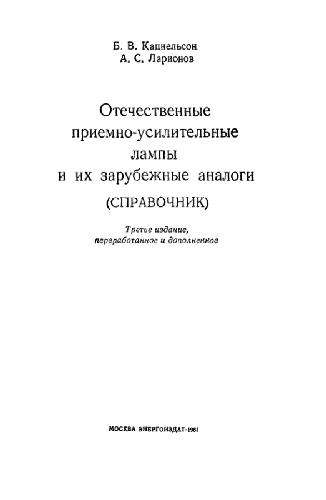 Б. В. Кацнельсон
А. С. Ларионов
Отечественные
приемно-усилительные
лампы
и их зарубежные аналоги
(СПРАВОЧНИК)
Третье издание,
переработанное и дополненное
МОСКВА ЭНЕРГОИЗДАТ-1981